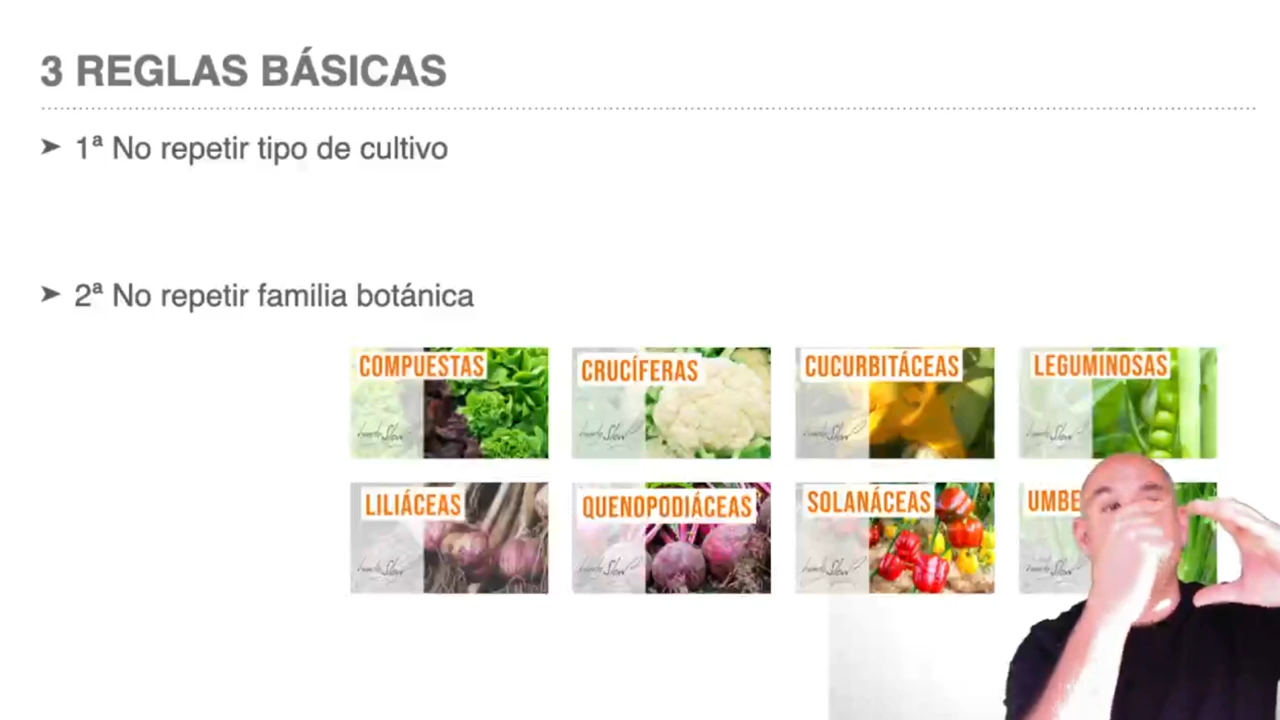 3 REGLAS BÁSICAS
➤ 1ª No repetir tipo de cultivo
➤ 2ª No repetir familia botánica
COMPUESTAS
CRUCÍFERAS
CUCURBITÁCEAS
LEGUMINOSAS
LILIÁCEAS
QUENOPODIÁCEAS
SOLANÁCEAS
UMBE